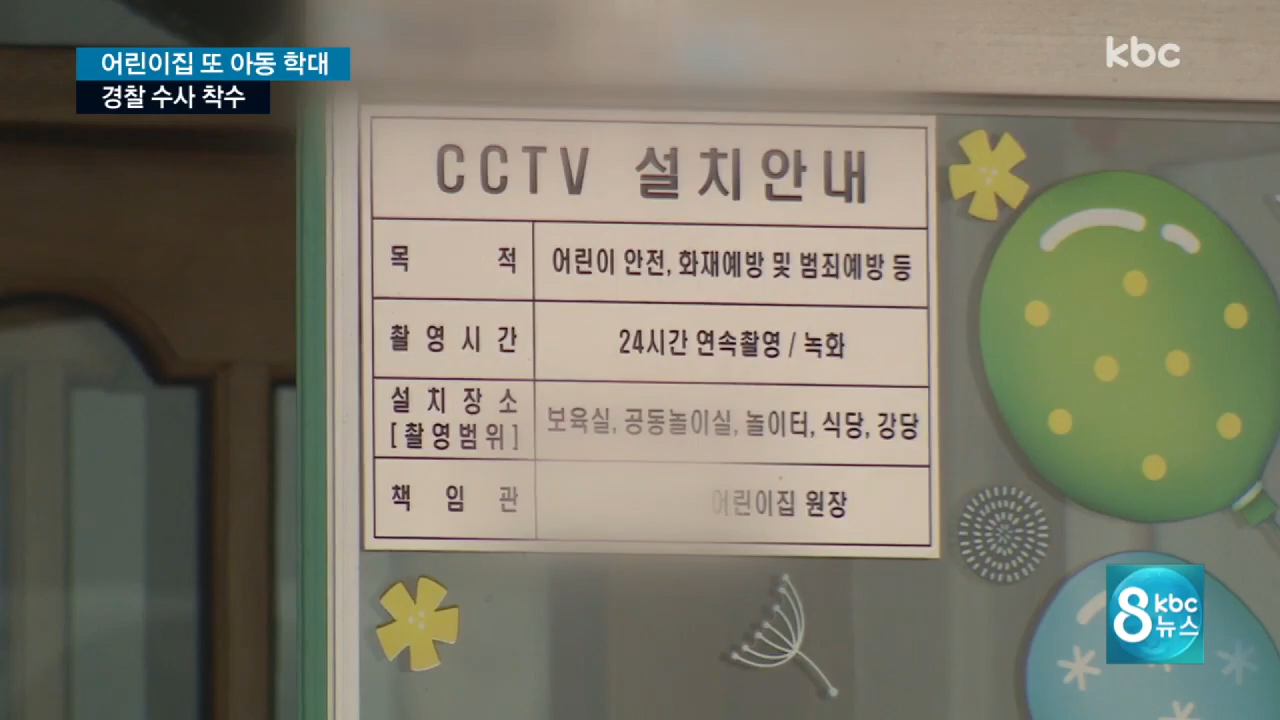 어린이집 또 아동 학대
경찰 수사 착수
kbc
CCTV 설치안내
목 적 어린이 안전, 화재예방 및 범죄예방 등
촬영시간 24시간 연속촬영 / 녹화
설치장소 [촬영범위] 보육실, 공동놀이실, 놀이터, 식당, 강당
책임관 어린이집 원장
8 kbc 뉴스